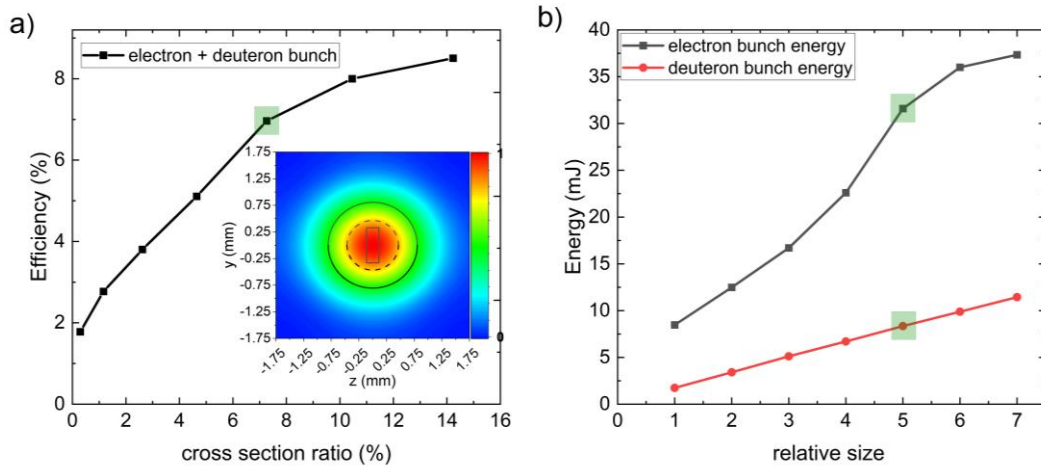 a)
electron + deuteron bunch
Efficiency (%)
8
6
4
2
0
0 2 4 6 8 10 12 14 16
cross section ratio (%)
y (mm)
1.75
1.25
0.75
0.25
-0.25
-0.75
-1.25
-1.75
-1.75 -1.25 -0.75 -0.25 0.25 0.75 1.25 1.75
z (mm)
1
0
b)
electron bunch energy
deuteron bunch energy
Energy (mJ)
40
35
30
25
20
15
10
5
0
0 1 2 3 4 5 6 7
relative size